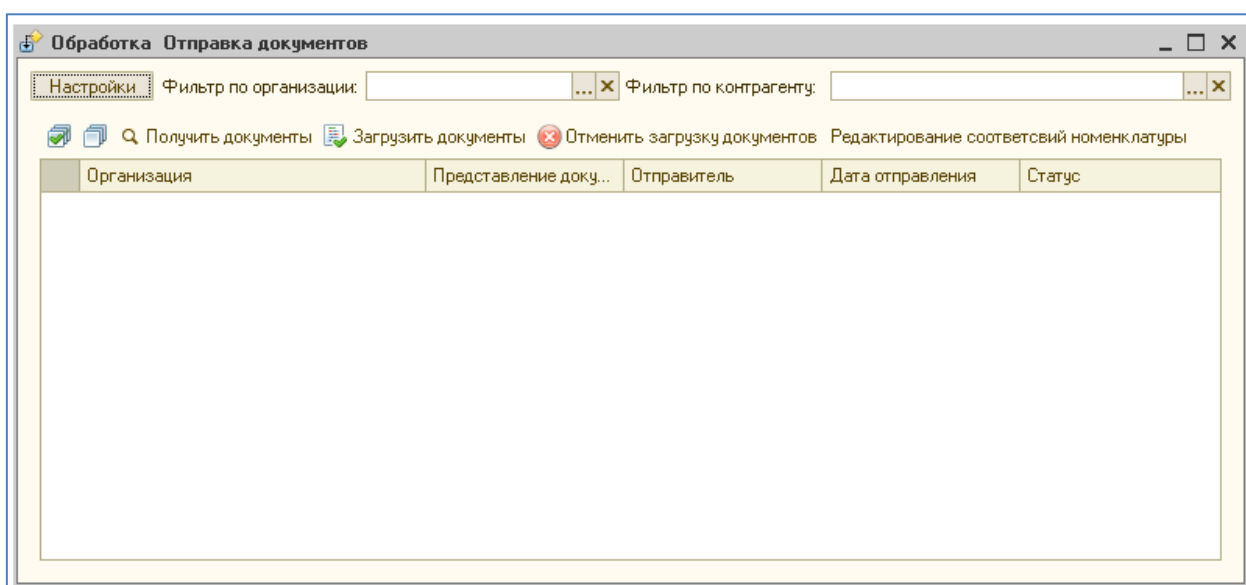 Обработка Отправка документов
Настройки Фильтр по организации: ... Фильтр по контрагенту: ...
Получить документы Загрузить документы Отменить загрузку документов Редактирование соответсвий номенклатуры
Организация Представление доку... Отправитель Дата отправления Статус